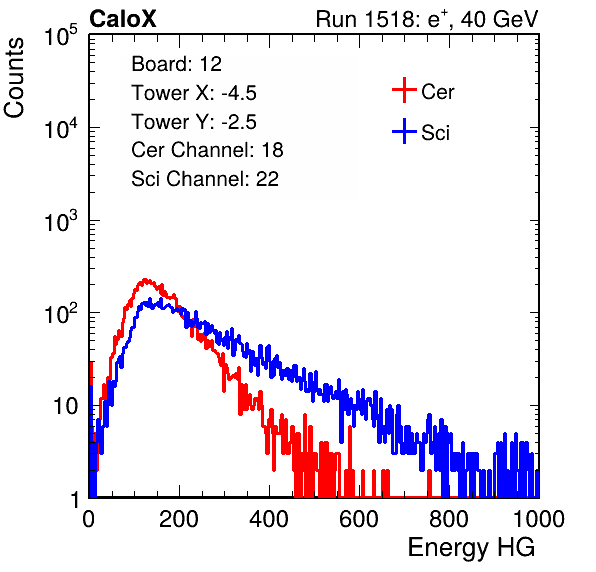 CaloX Run 1518: e⁺, 40 GeV
Counts
10⁵
10⁴
10³
10²
10
1
Board: 12
Tower X: -4.5
Tower Y: -2.5
Cer Channel: 18
Sci Channel: 22
Cer
Sci
0 200 400 600 800 1000
Energy HG